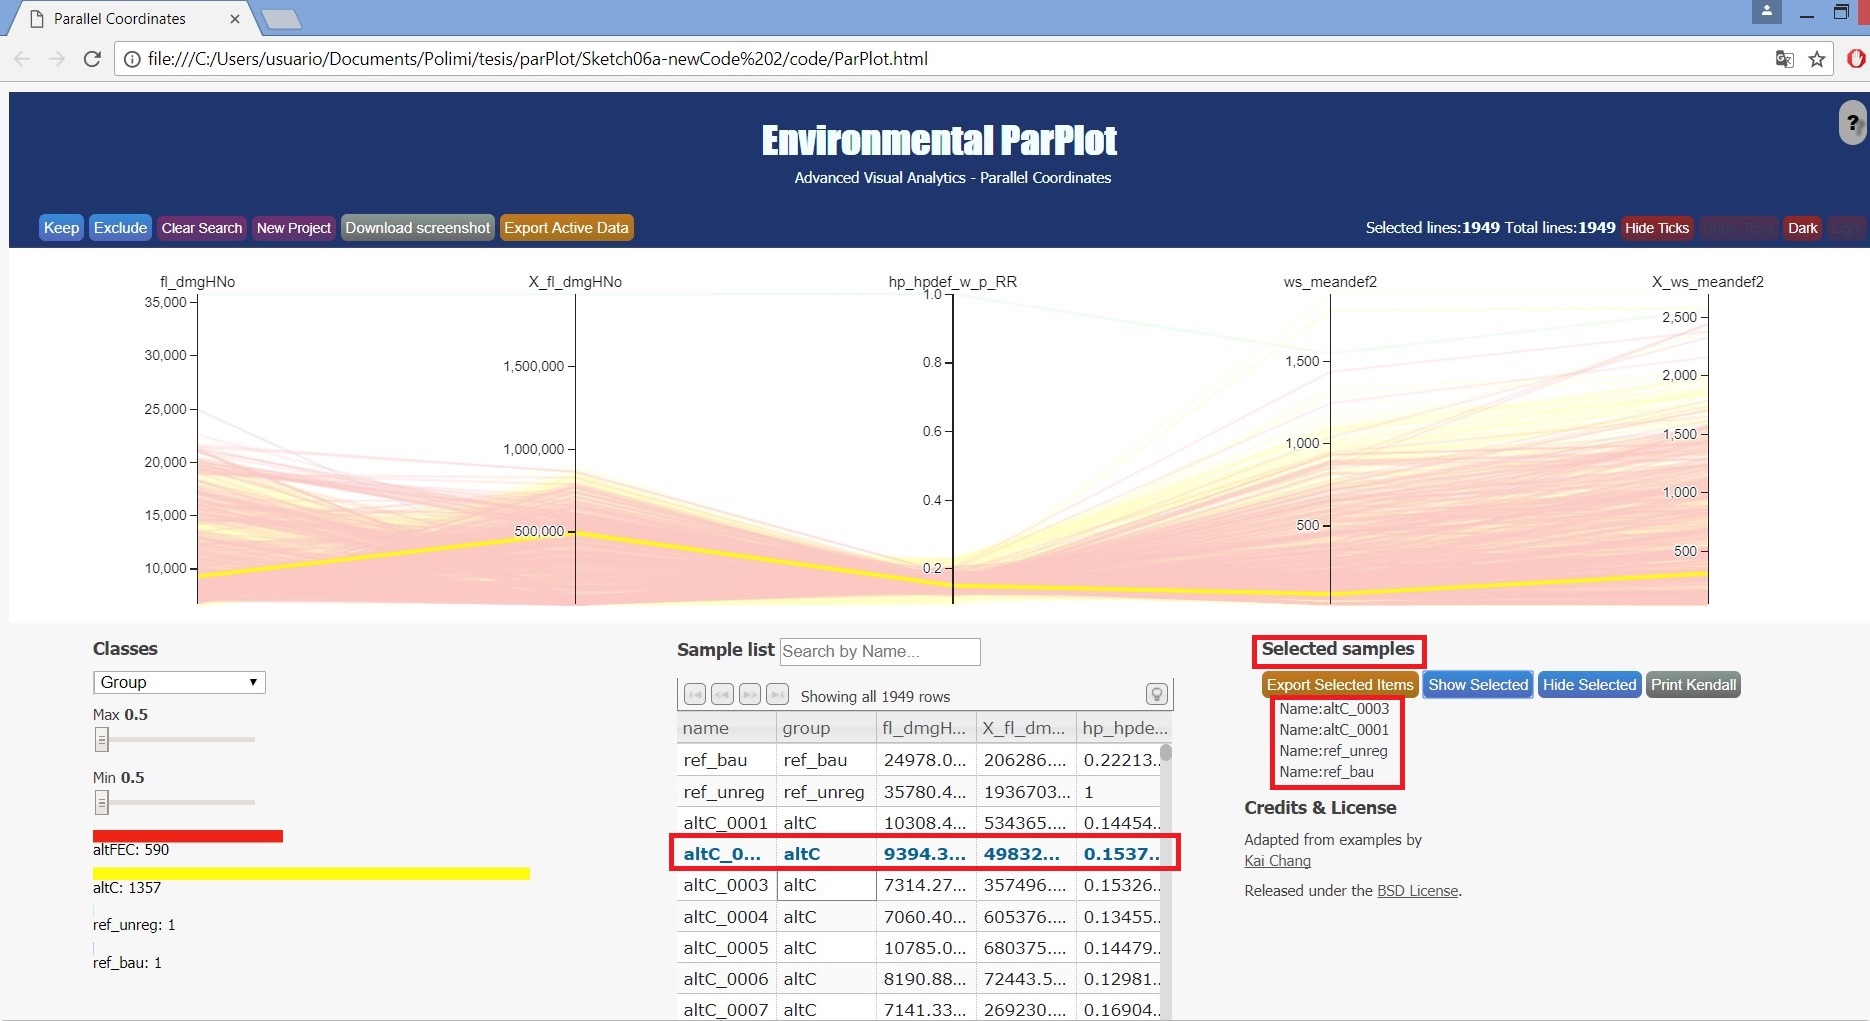 Parallel Coordinates
file:///C:/Users/usuario/Documents/Polimi/tesis/parPlot/Sketch06a-newCode%202/code/ParPlot.html
?
Environmental ParPlot
Advanced Visual Analytics - Parallel Coordinates
Keep Exclude Clear Search New Project Download screenshot Export Active Data Selected lines:1949 Total lines:1949 Hide Ticks Show Ticks Dark Light
fl_dmgHNo X_fl_dmgHNo hp_hpdef_w_p_RR ws_meandef2 X_ws_meandef2
35,000
30,000
25,000
20,000
15,000
10,000
1,500,000
1,000,000
500,000
1.0
0.8
0.6
0.4
0.2
1,500
1,000
500
2,500
2,000
1,500
1,000
500
Classes
Group
Max 0.5
Min 0.5
altFEC: 590
altC: 1357
ref_unreg: 1
ref_bau: 1
Sample list Search by Name...
Showing all 1949 rows
name group fl_dmgH... X_fl_dm... hp_hpde...
ref_bau ref_bau 24978.0... 206286.... 0.22213..
ref_unreg ref_unreg 35780.4... 1936703... 1
altC_0001 altC 10308.4... 534365.... 0.14454..
altC_0... altC 9394.3... 49832... 0.1537..
altC_0003 altC 7314.27... 357496.... 0.15326..
altC_0004 altC 7060.40... 605376.... 0.13455..
altC_0005 altC 10785.0... 680375.... 0.14479..
altC_0006 altC 8190.88... 72443.5... 0.12981..
altC_0007 altC 7141.33... 269230.... 0.16904..
Selected samples
Export Selected Items Show Selected Hide Selected Print Kendall
Name:altC_0003
Name:altC_0001
Name:ref_unreg
Name:ref_bau
Credits & License
Adapted from examples by
Kai Chang
Released under the BSD License.